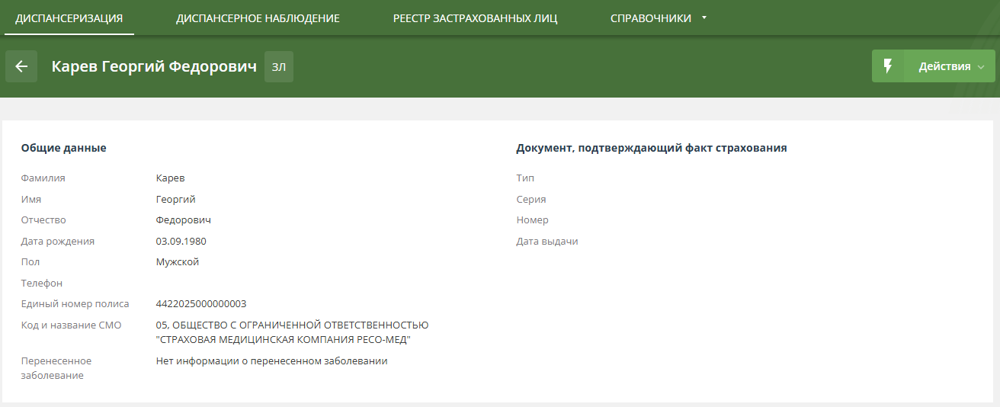 ДИСПАНСЕРИЗАЦИЯ ДИСПАНСЕРНОЕ НАБЛЮДЕНИЕ РЕЕСТР ЗАСТРАХОВАННЫХ ЛИЦ СПРАВОЧНИКИ
Карев Георгий Федорович ЗЛ Действия
Общие данные
Фамилия Карев
Имя Георгий
Отчество Федорович
Дата рождения 03.09.1980
Пол Мужской
Телефон
Единый номер полиса 4422025000000003
Код и название СМО 05, ОБЩЕСТВО С ОГРАНИЧЕННОЙ ОТВЕТСТВЕННОСТЬЮ
"СТРАХОВАЯ МЕДИЦИНСКАЯ КОМПАНИЯ РЕСО-МЕД"
Перенесенное Нет информации о перенесенном заболевании
заболевание
Документ, подтверждающий факт страхования
Тип
Серия
Номер
Дата выдачи